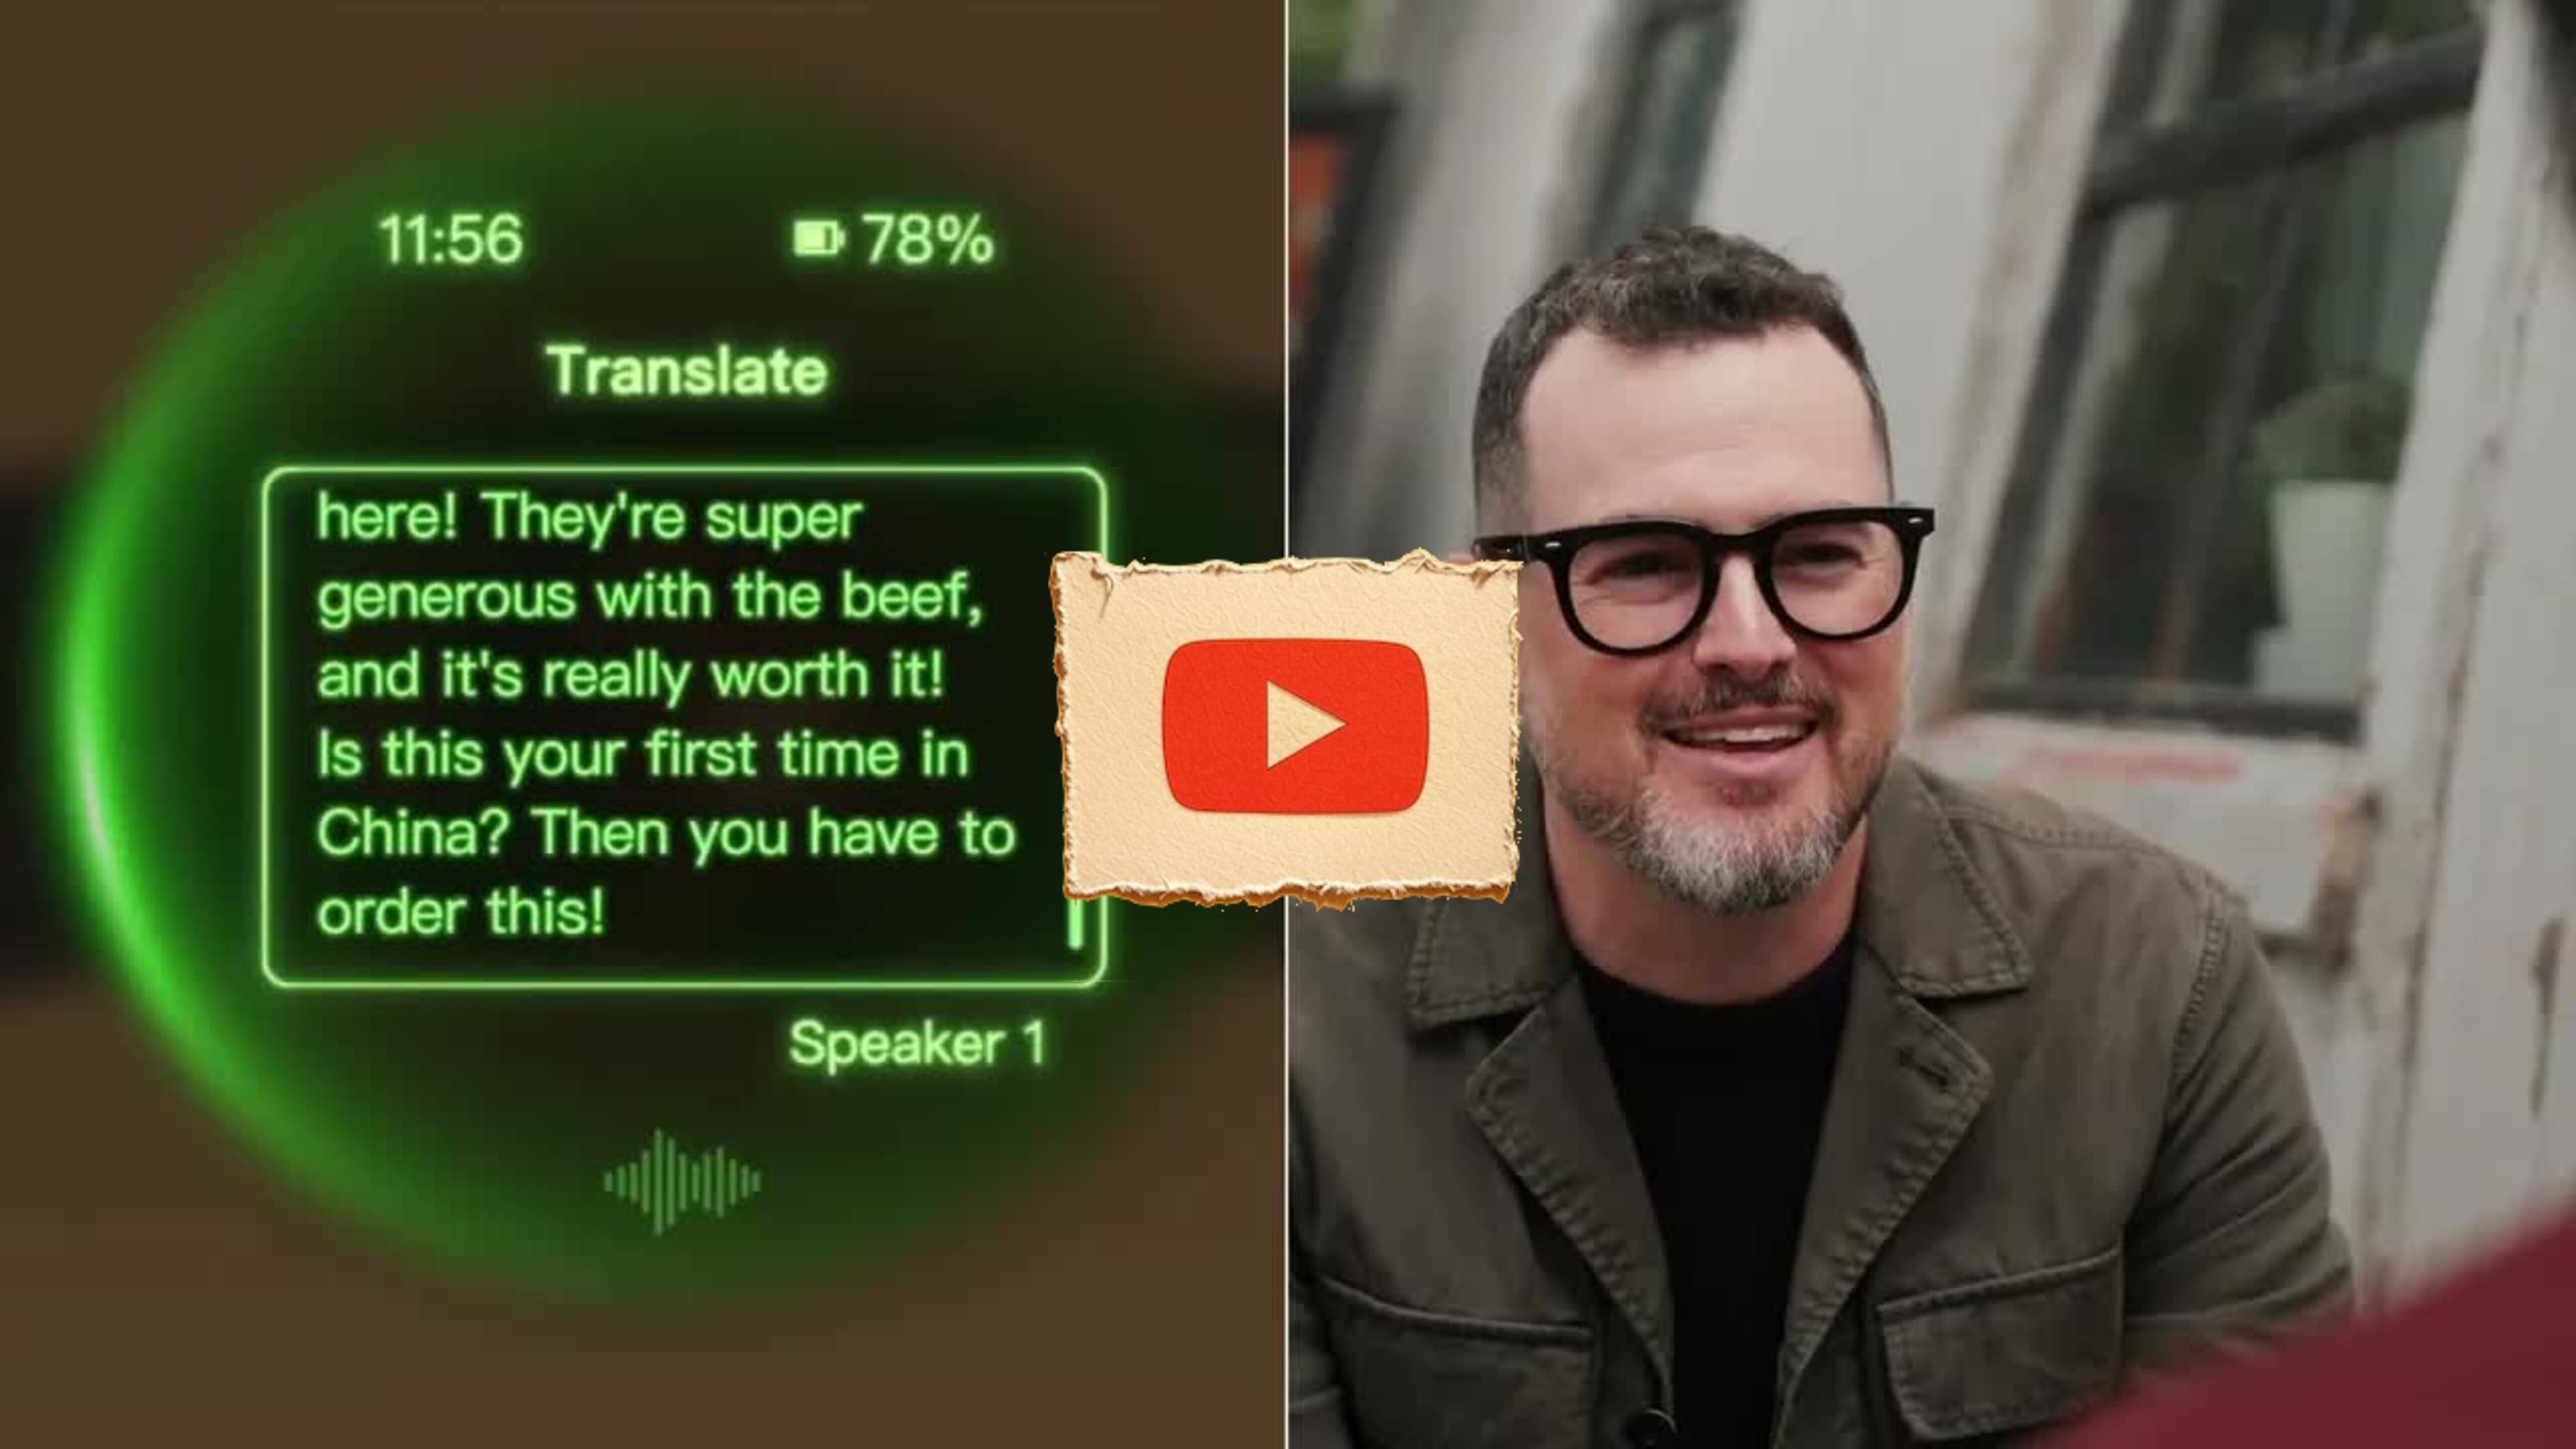 11:56
78%
Translate
here! They're super
generous with the beef,
and it's really worth it!
Is this your first time in
China? Then you have to
order this!
Speaker 1